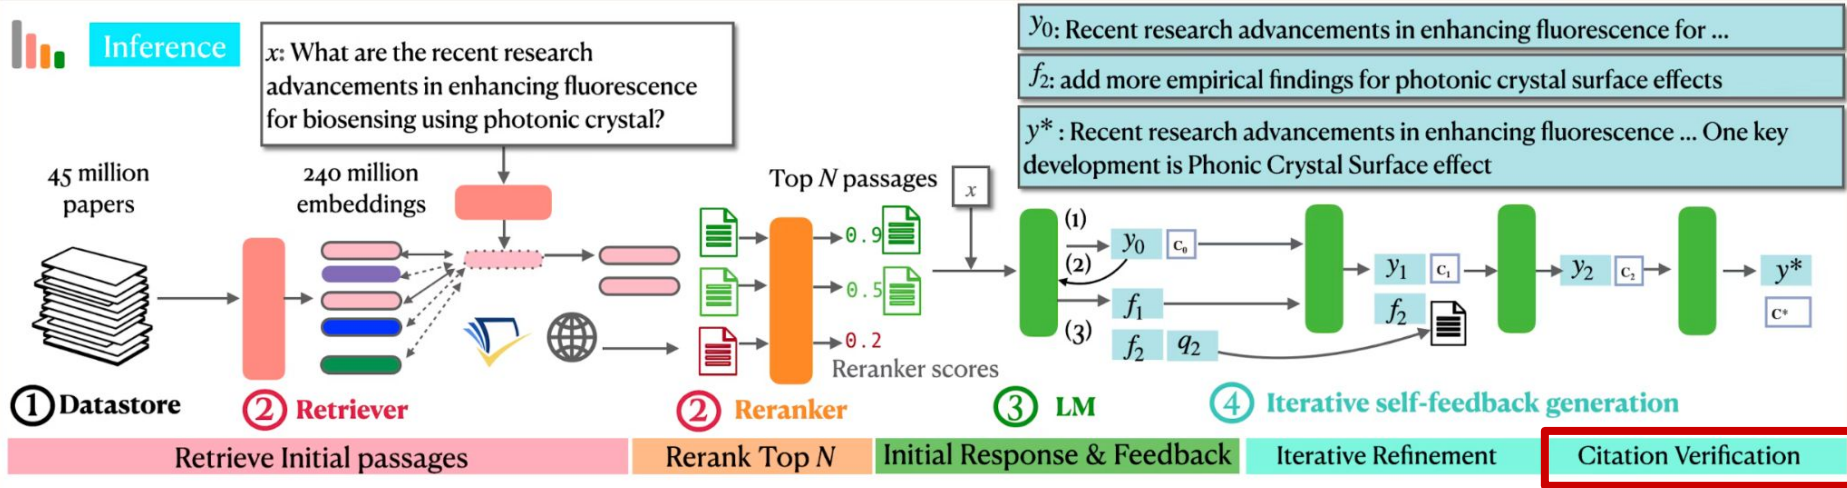 Inference
x: What are the recent research
advancements in enhancing fluorescence
for biosensing using photonic crystal?
y0: Recent research advancements in enhancing fluorescence for ...
f2: add more empirical findings for photonic crystal surface effects
y* : Recent research advancements in enhancing fluorescence ... One key
development is Phonic Crystal Surface effect
45 million
papers
240 million
embeddings
Top N passages
x
0.9
0.5
0.2
Reranker scores
(1)
y0 C0
(2)
f1
(3)
f2 q2
y1 C1
f2
y2 C2
y*
C*
1 Datastore
2 Retriever
2 Reranker
3 LM
4 Iterative self-feedback generation
Retrieve Initial passages
Rerank Top N
Initial Response & Feedback
Iterative Refinement
Citation Verification